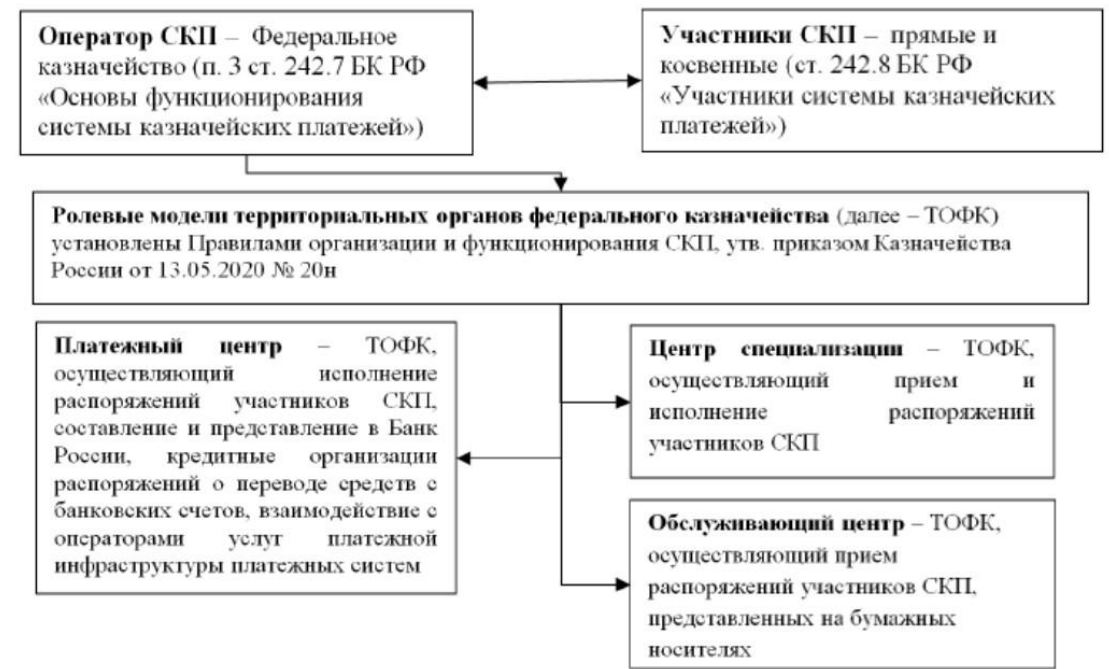 Оператор СКП – Федеральное
казначейство (п. 3 ст. 242.7 БК РФ
«Основы функционирования
системы казначейских платежей»)
Участники СКП – прямые и
косвенные (ст. 242.8 БК РФ
«Участники системы казначейских
платежей»)
Ролевые модели территориальных органов федерального казначейства (далее – ТОФК)
установлены Правилами организации и функционирования СКП, утв. приказом Казначейства
России от 13.05.2020 № 20н
Платежный центр – ТОФК,
осуществляющий исполнение
распоряжений участников СКП,
составление и представление в Банк
России, кредитные организации
распоряжений о переводе средств с
банковских счетов, взаимодействие с
операторами услуг платежной
инфраструктуры платежных систем
Центр специализации – ТОФК,
осуществляющий прием и
исполнение распоряжений
участников СКП
Обслуживающий центр – ТОФК,
осуществляющий прием
распоряжений участников СКП,
представленных на бумажных
носителях